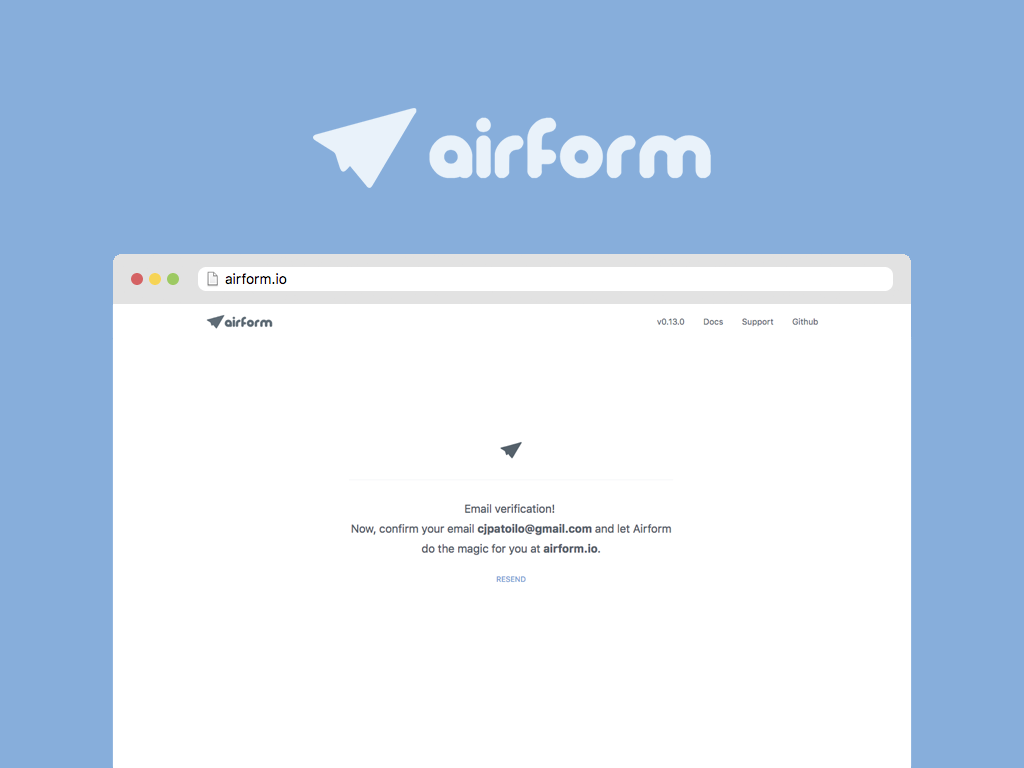 airform
airform.io
airform
v0.13.0 Docs Support Github
Email verification!
Now, confirm your email cjpatoilo@gmail.com and let Airform
do the magic for you at airform.io.
RESEND